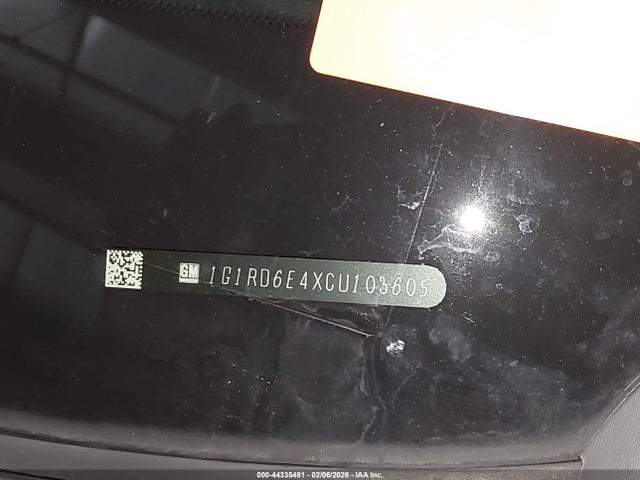 GM 1G1RD6E4XCU103605
000-44335481 - 02/06/2026 - IAA Inc.